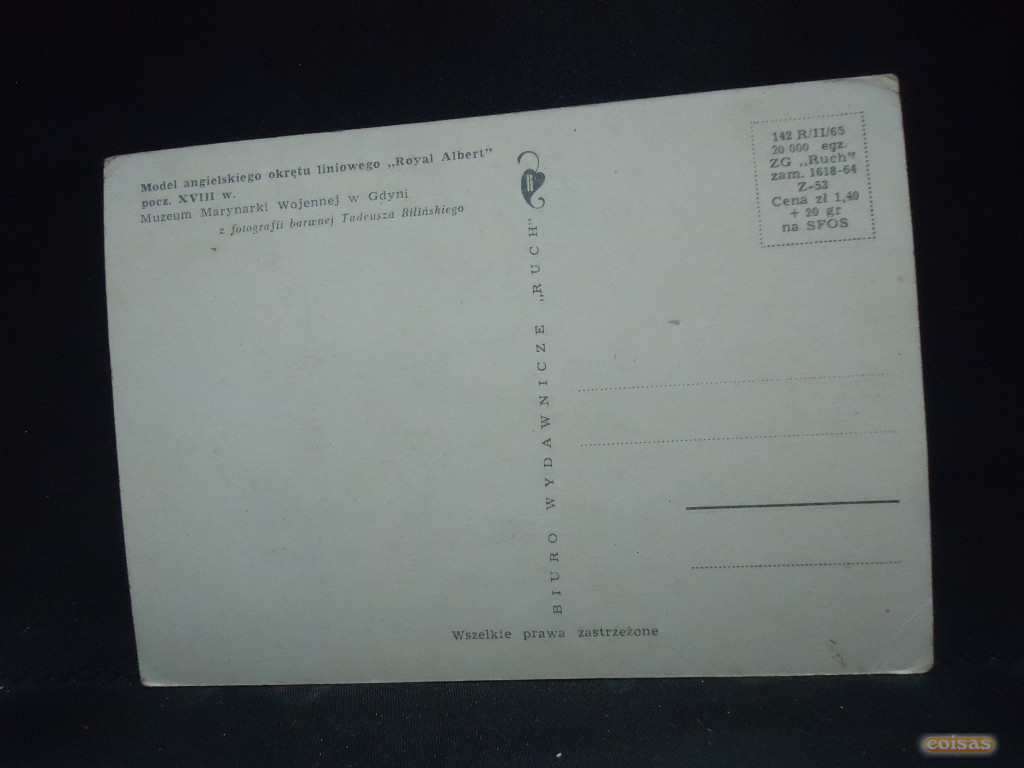 Model angielskiego okrętu liniowego „Royal Albert"
pocz. XVIII w.
Muzeum Marynarki Wojennej w Gdyni
z fotografii barwnej Tadeusza Bilińskiego
BIURO WYDAWNICZE „RUCH"
142 R/II/65
20 000 egz.
ZG „Ruch"
zam. 1618-64
Z-53
Cena zł 1,40
+ 20 gr
na SFOS
Wszelkie prawa zastrzeżone
coisas